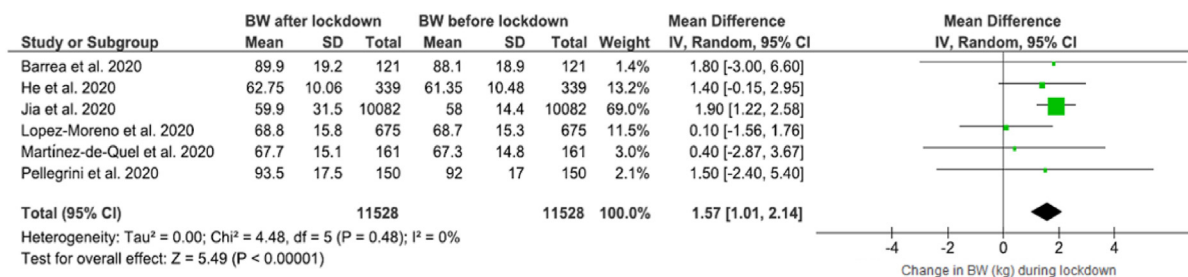 BW after lockdown BW before lockdown Mean Difference Mean Difference
Study or Subgroup Mean SD Total Mean SD Total Weight IV, Random, 95% CI IV, Random, 95% CI
Barrea et al. 2020 89.9 19.2 121 88.1 18.9 121 1.4% 1.80 [-3.00, 6.60]
He et al. 2020 62.75 10.06 339 61.35 10.48 339 13.2% 1.40 [-0.15, 2.95]
Jia et al. 2020 59.9 31.5 10082 58 14.4 10082 69.0% 1.90 [1.22, 2.58]
Lopez-Moreno et al. 2020 68.8 15.8 675 68.7 15.3 675 11.5% 0.10 [-1.56, 1.76]
Martínez-de-Quel et al. 2020 67.7 15.1 161 67.3 14.8 161 3.0% 0.40 [-2.87, 3.67]
Pellegrini et al. 2020 93.5 17.5 150 92 17 150 2.1% 1.50 [-2.40, 5.40]
Total (95% CI) 11528 11528 100.0% 1.57 [1.01, 2.14]
Heterogeneity: Tau² = 0.00; Chi² = 4.48, df = 5 (P = 0.48); I² = 0%
Test for overall effect: Z = 5.49 (P < 0.00001)
-4 -2 0 2 4
Change in BW (kg) during lockdown